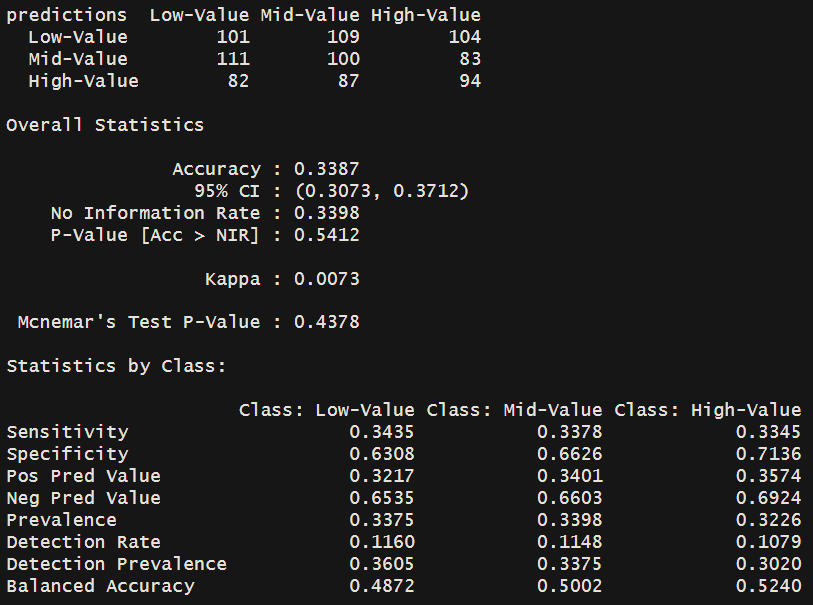 predictions Low-Value Mid-Value High-Value
Low-Value 101 109 104
Mid-Value 111 100 83
High-Value 82 87 94
Overall Statistics
Accuracy : 0.3387
95% CI : (0.3073, 0.3712)
No Information Rate : 0.3398
P-Value [Acc > NIR] : 0.5412
Kappa : 0.0073
Mcnemar's Test P-Value : 0.4378
Statistics by Class:
Class: Low-Value Class: Mid-Value Class: High-Value
Sensitivity 0.3435 0.3378 0.3345
Specificity 0.6308 0.6626 0.7136
Pos Pred Value 0.3217 0.3401 0.3574
Neg Pred Value 0.6535 0.6603 0.6924
Prevalence 0.3375 0.3398 0.3226
Detection Rate 0.1160 0.1148 0.1079
Detection Prevalence 0.3605 0.3375 0.3020
Balanced Accuracy 0.4872 0.5002 0.5240